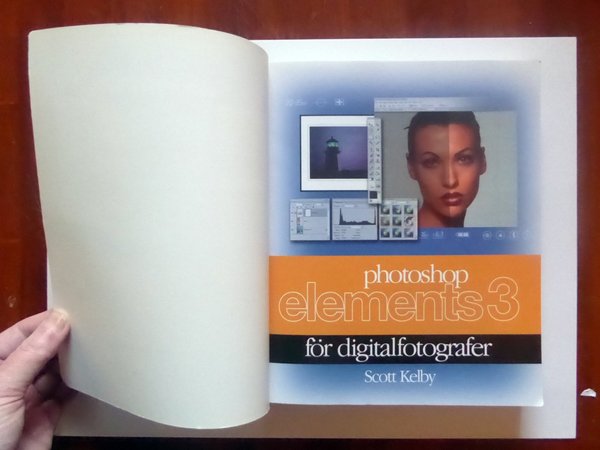 photoshop
elements 3
för digitalfotografer
Scott Kelby